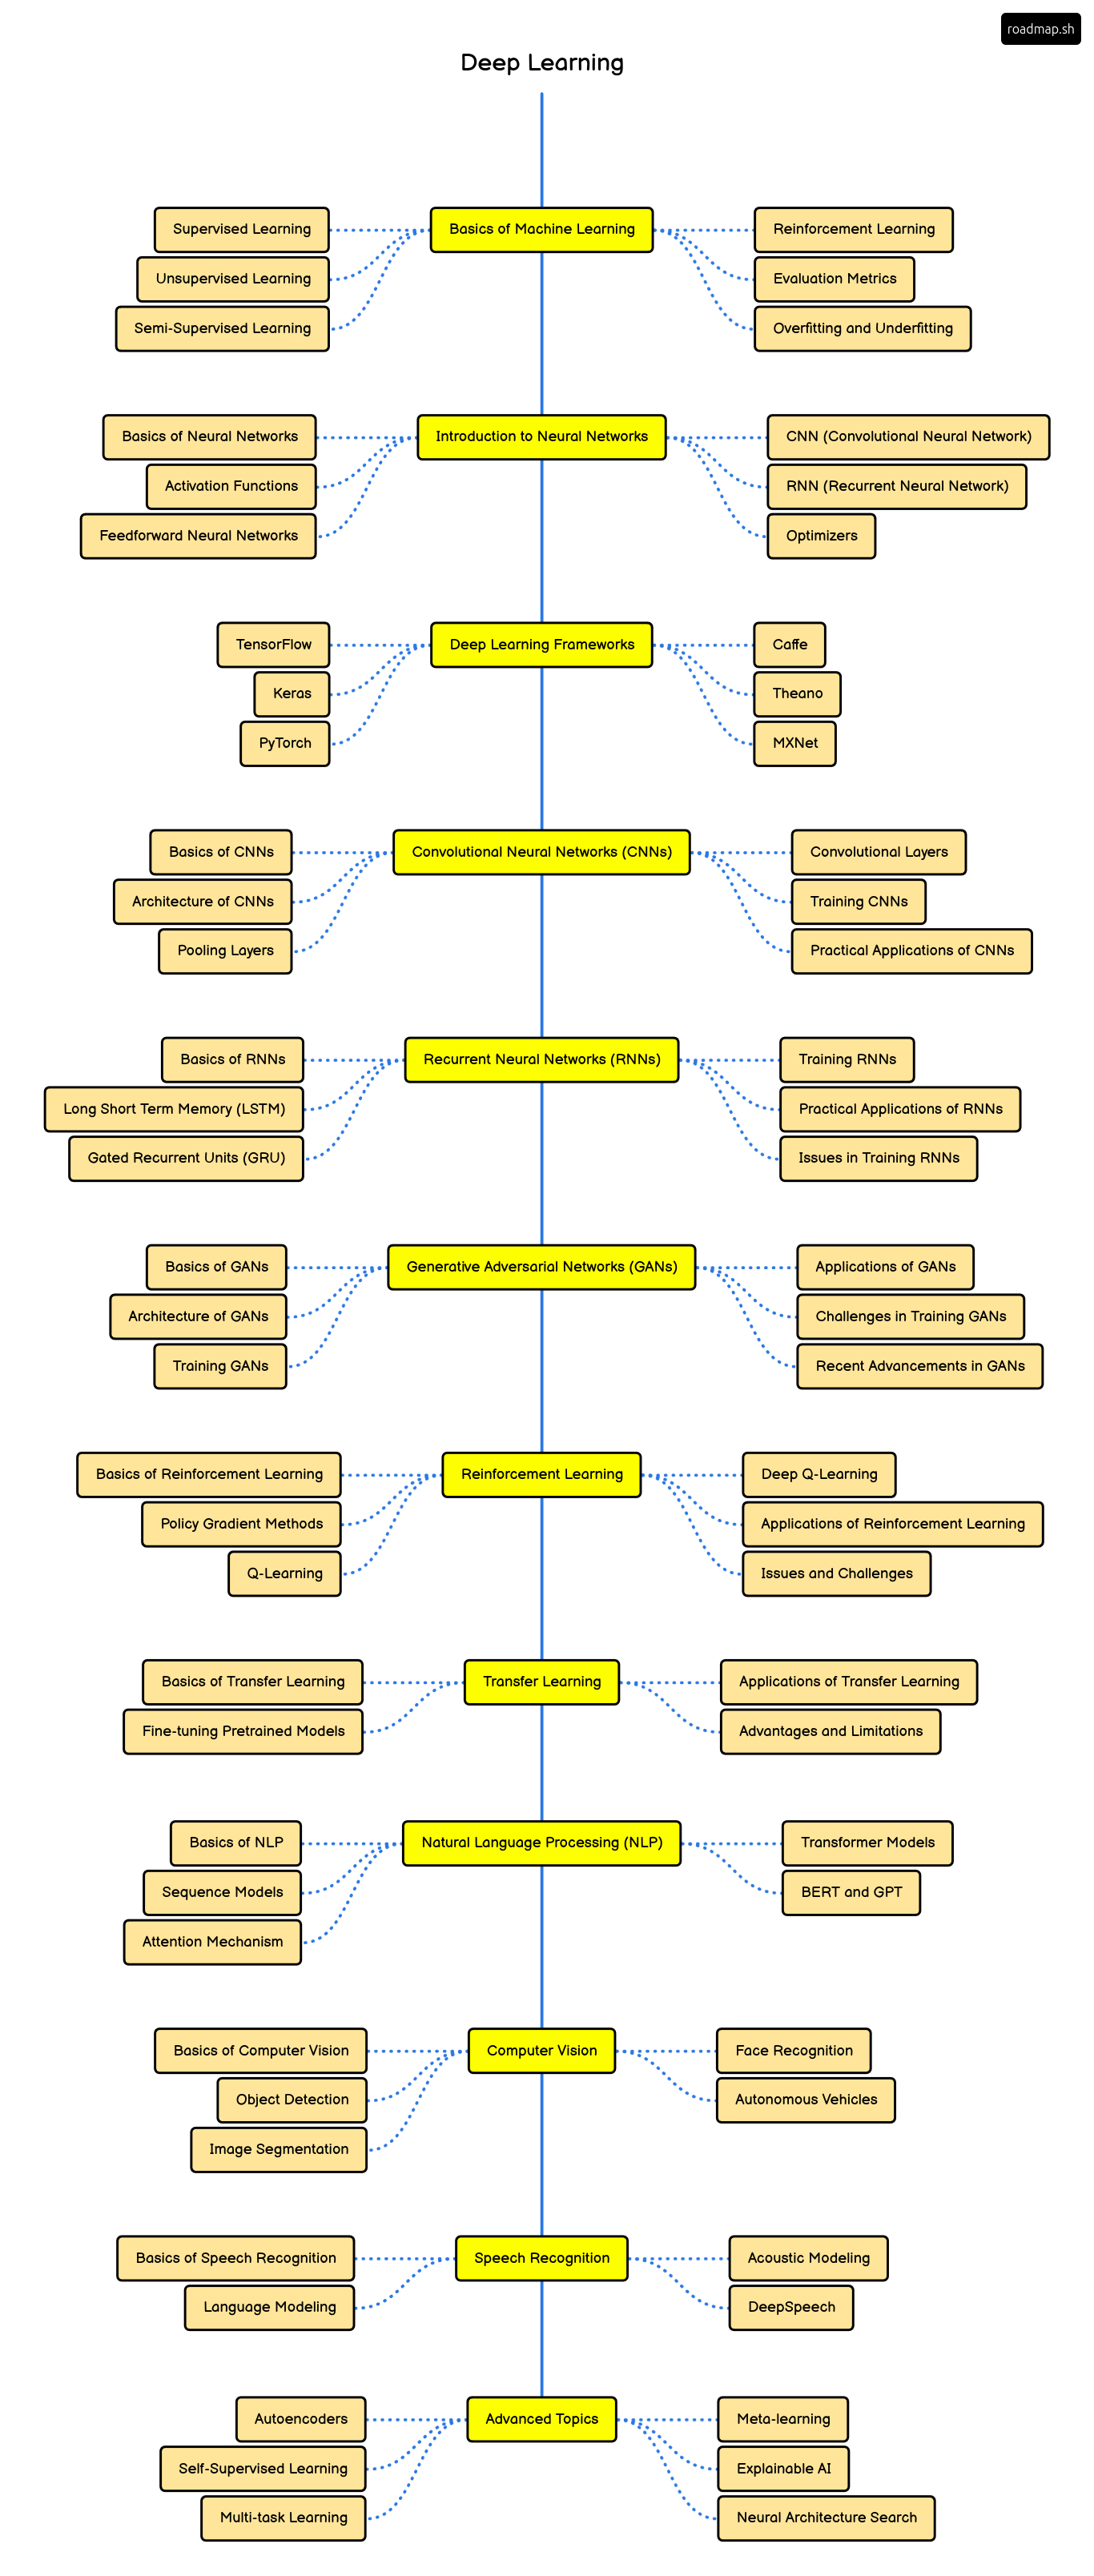 roadmap.sh
Deep Learning
Basics of Machine Learning
Supervised Learning
Unsupervised Learning
Semi-Supervised Learning
Reinforcement Learning
Evaluation Metrics
Overfitting and Underfitting
Introduction to Neural Networks
Basics of Neural Networks
Activation Functions
Feedforward Neural Networks
CNN (Convolutional Neural Network)
RNN (Recurrent Neural Network)
Optimizers
Deep Learning Frameworks
TensorFlow
Keras
PyTorch
Caffe
Theano
MXNet
Convolutional Neural Networks (CNNs)
Basics of CNNs
Architecture of CNNs
Pooling Layers
Convolutional Layers
Training CNNs
Practical Applications of CNNs
Recurrent Neural Networks (RNNs)
Basics of RNNs
Long Short Term Memory (LSTM)
Gated Recurrent Units (GRU)
Training RNNs
Practical Applications of RNNs
Issues in Training RNNs
Generative Adversarial Networks (GANs)
Basics of GANs
Architecture of GANs
Training GANs
Applications of GANs
Challenges in Training GANs
Recent Advancements in GANs
Reinforcement Learning
Basics of Reinforcement Learning
Policy Gradient Methods
Q-Learning
Deep Q-Learning
Applications of Reinforcement Learning
Issues and Challenges
Transfer Learning
Basics of Transfer Learning
Fine-tuning Pretrained Models
Applications of Transfer Learning
Advantages and Limitations
Natural Language Processing (NLP)
Basics of NLP
Sequence Models
Attention Mechanism
Transformer Models
BERT and GPT
Computer Vision
Basics of Computer Vision
Object Detection
Image Segmentation
Face Recognition
Autonomous Vehicles
Speech Recognition
Basics of Speech Recognition
Language Modeling
Acoustic Modeling
DeepSpeech
Advanced Topics
Autoencoders
Self-Supervised Learning
Multi-task Learning
Meta-learning
Explainable AI
Neural Architecture Search